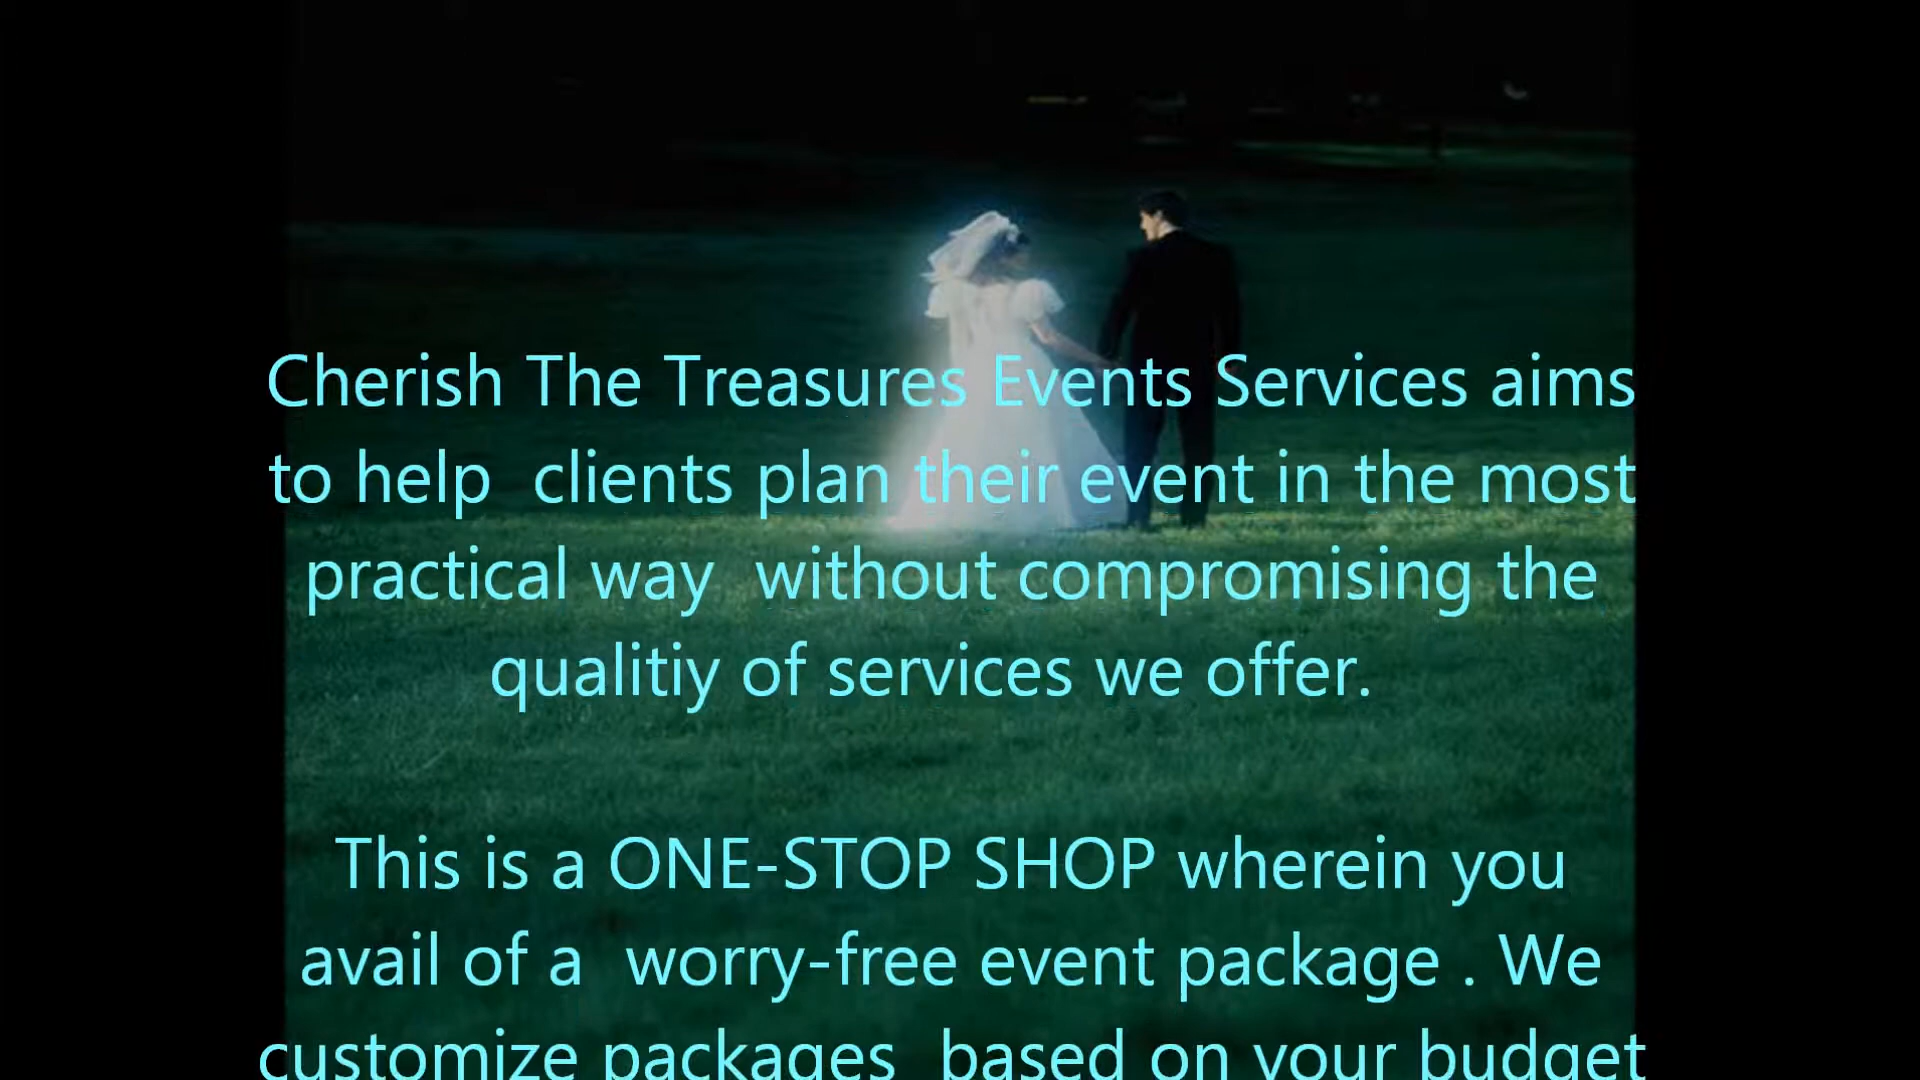 Cherish The Treasures Events Services aims
to help  clients plan their event in the most
practical way  without compromising the
qualitiy of services we offer.
This is a ONE-STOP SHOP wherein you
avail of a  worry-free event package . We
customize packages  based on your budget